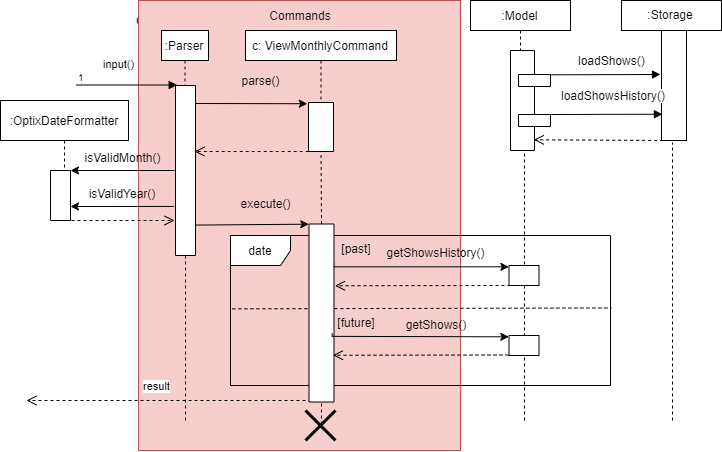 Commands
:Model
:Storage
:Parser
c: ViewMonthlyCommand
input()
1
loadShows()
parse()
loadShowsHistory()
:OptixDateFormatter
isValidMonth()
isValidYear()
execute()
date
[past]
getShowsHistory()
[future]
getShows()
result